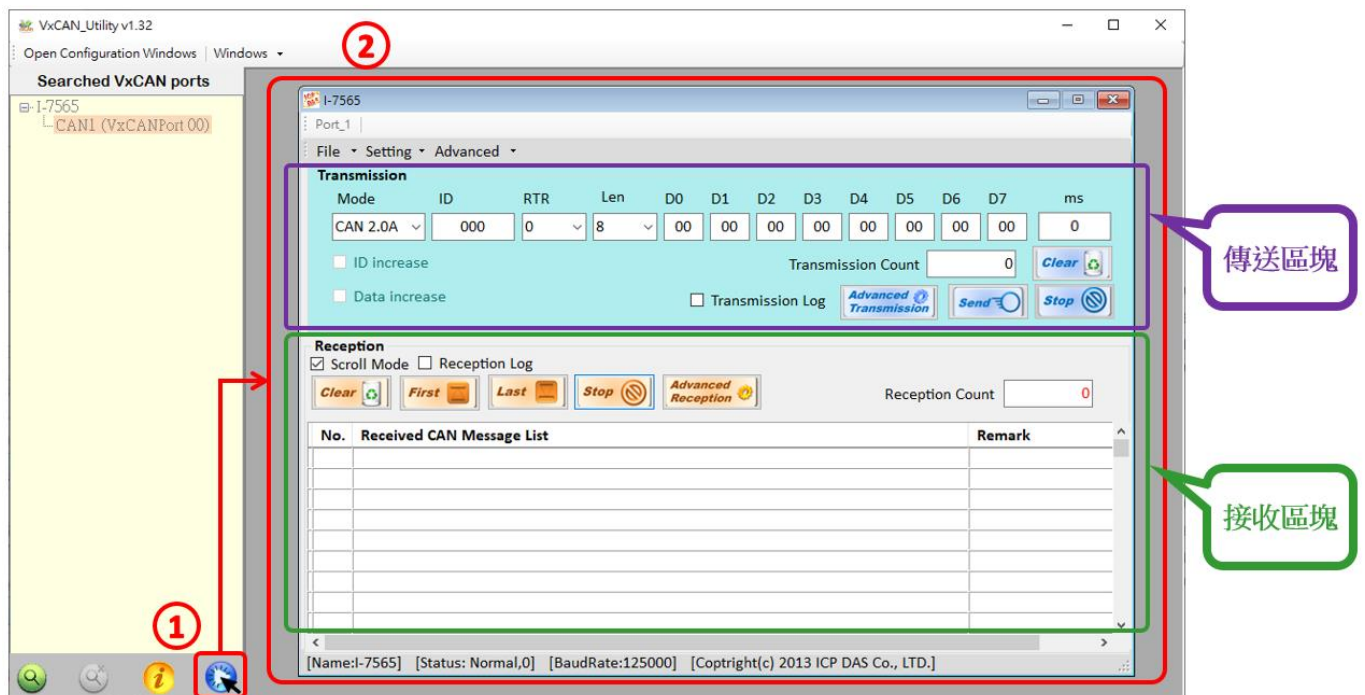 VxCAN_Utility v1.32
Open Configuration Windows Windows
②
Searched VxCAN ports
I-7565
CAN1 (VxCANPort 00)
I-7565
Port_1
File Setting Advanced
Transmission
Mode ID RTR Len D0 D1 D2 D3 D4 D5 D6 D7 ms
CAN 2.0A 000 0 8 00 00 00 00 00 00 00 00 0
ID increase Transmission Count 0 Clear
Data increase Transmission Log Advanced Transmission Send Stop
傳送區塊
Reception
Scroll Mode Reception Log
Clear First Last Stop Advanced Reception Reception Count 0
No. Received CAN Message List Remark
接收區塊
①
[Name:I-7565] [Status: Normal,0] [BaudRate:125000] [Coptright(c) 2013 ICP DAS Co., LTD.]